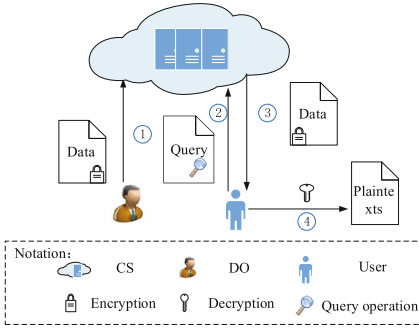 ①
②
③
Data
Data
Query
④
Plainte
xts
Notation：
CS
DO
User
Encryption
Decryption
Query operation